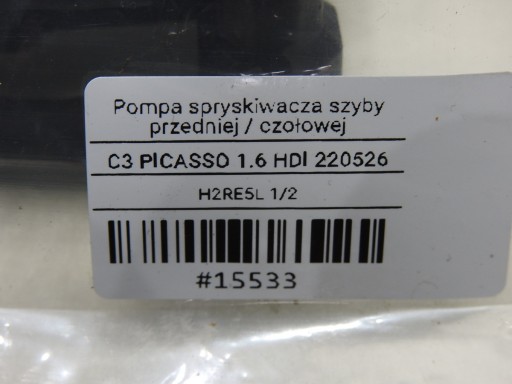 Pompa spryskiwacza szyby
przedniej / czołowej
C3 PICASSO 1.6 HDI 220526
H2RE5L 1/2
#15533